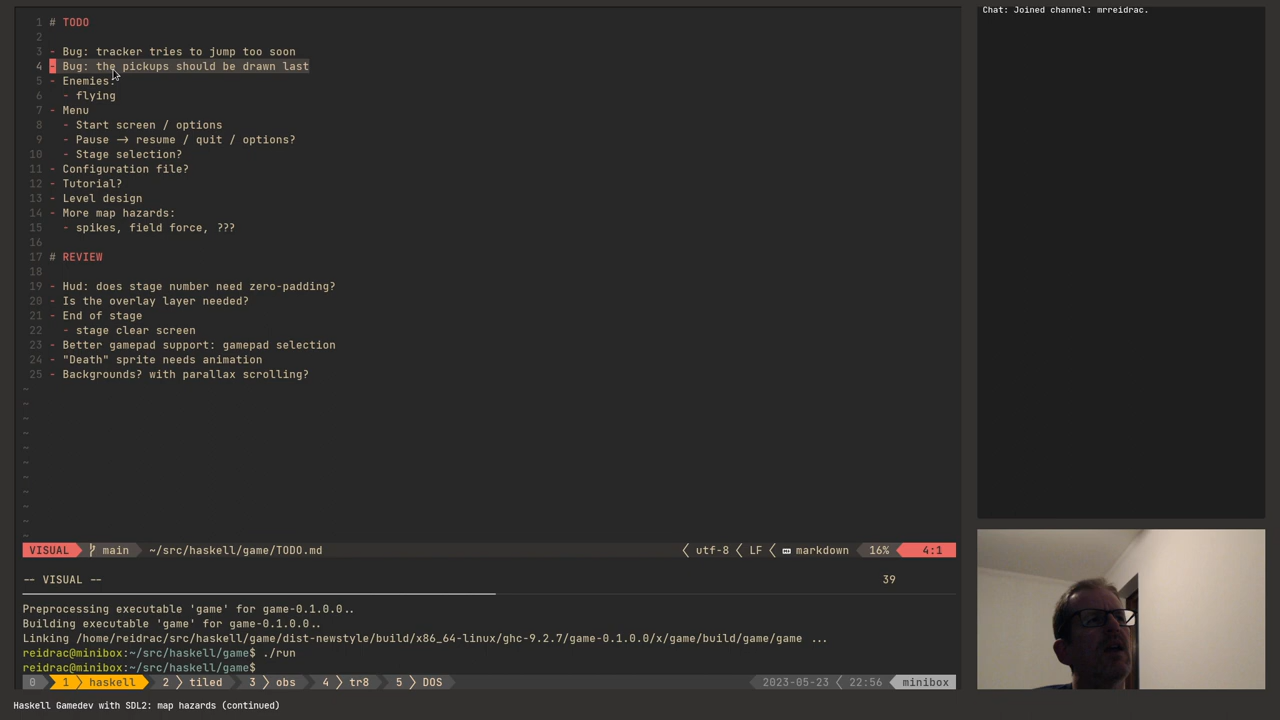 Chat: Joined channel: mrreidrac.
1 # TODO
2
3 - Bug: tracker tries to jump too soon
4 - Bug: the pickups should be drawn last
5 - Enemies:
6 - flying
7 - Menu
8 - Start screen / options
9 - Pause → resume / quit / options?
10 - Stage selection?
11 - Configuration file?
12 - Tutorial?
13 - Level design
14 - More map hazards:
15 - spikes, field force, ???
16
17 # REVIEW
18
19 - Hud: does stage number need zero-padding?
20 - Is the overlay layer needed?
21 - End of stage
22 - stage clear screen
23 - Better gamepad support: gamepad selection
24 - "Death" sprite needs animation
25 - Backgrounds? with parallax scrolling?
~
~
~
~
~
~
~
~
~
~
~
VISUAL main ~/src/haskell/game/TODO.md utf-8 LF markdown 16% 4:1
-- VISUAL -- 39
Preprocessing executable 'game' for game-0.1.0.0..
Building executable 'game' for game-0.1.0.0..
Linking /home/reidrac/src/haskell/game/dist-newstyle/build/x86_64-linux/ghc-9.2.7/game-0.1.0.0/x/game/build/game/game ...
reidrac@minibox:~/src/haskell/game$ ./run
reidrac@minibox:~/src/haskell/game$
0 1 haskell 2 tiled 3 obs 4 tr8 5 DOS 2023-05-23 22:56 minibox
Haskell Gamedev with SDL2: map hazards (continued)